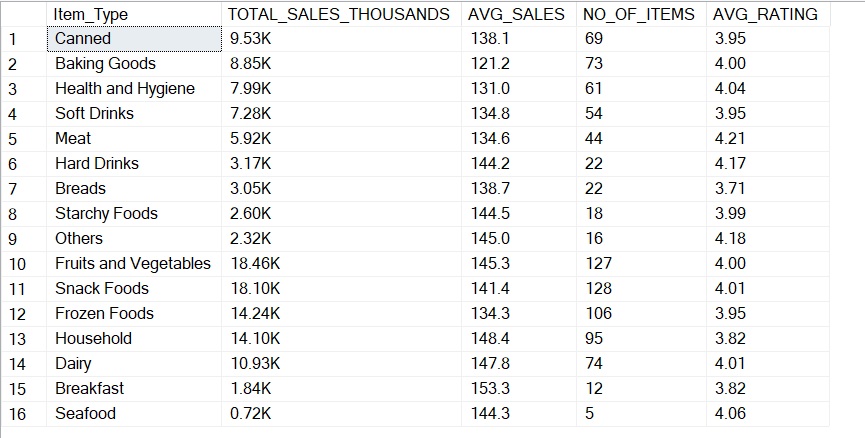 Item_Type TOTAL_SALES_THOUSANDS AVG_SALES NO_OF_ITEMS AVG_RATING
1 Canned 9.53K 138.1 69 3.95
2 Baking Goods 8.85K 121.2 73 4.00
3 Health and Hygiene 7.99K 131.0 61 4.04
4 Soft Drinks 7.28K 134.8 54 3.95
5 Meat 5.92K 134.6 44 4.21
6 Hard Drinks 3.17K 144.2 22 4.17
7 Breads 3.05K 138.7 22 3.71
8 Starchy Foods 2.60K 144.5 18 3.99
9 Others 2.32K 145.0 16 4.18
10 Fruits and Vegetables 18.46K 145.3 127 4.00
11 Snack Foods 18.10K 141.4 128 4.01
12 Frozen Foods 14.24K 134.3 106 3.95
13 Household 14.10K 148.4 95 3.82
14 Dairy 10.93K 147.8 74 4.01
15 Breakfast 1.84K 153.3 12 3.82
16 Seafood 0.72K 144.3 5 4.06